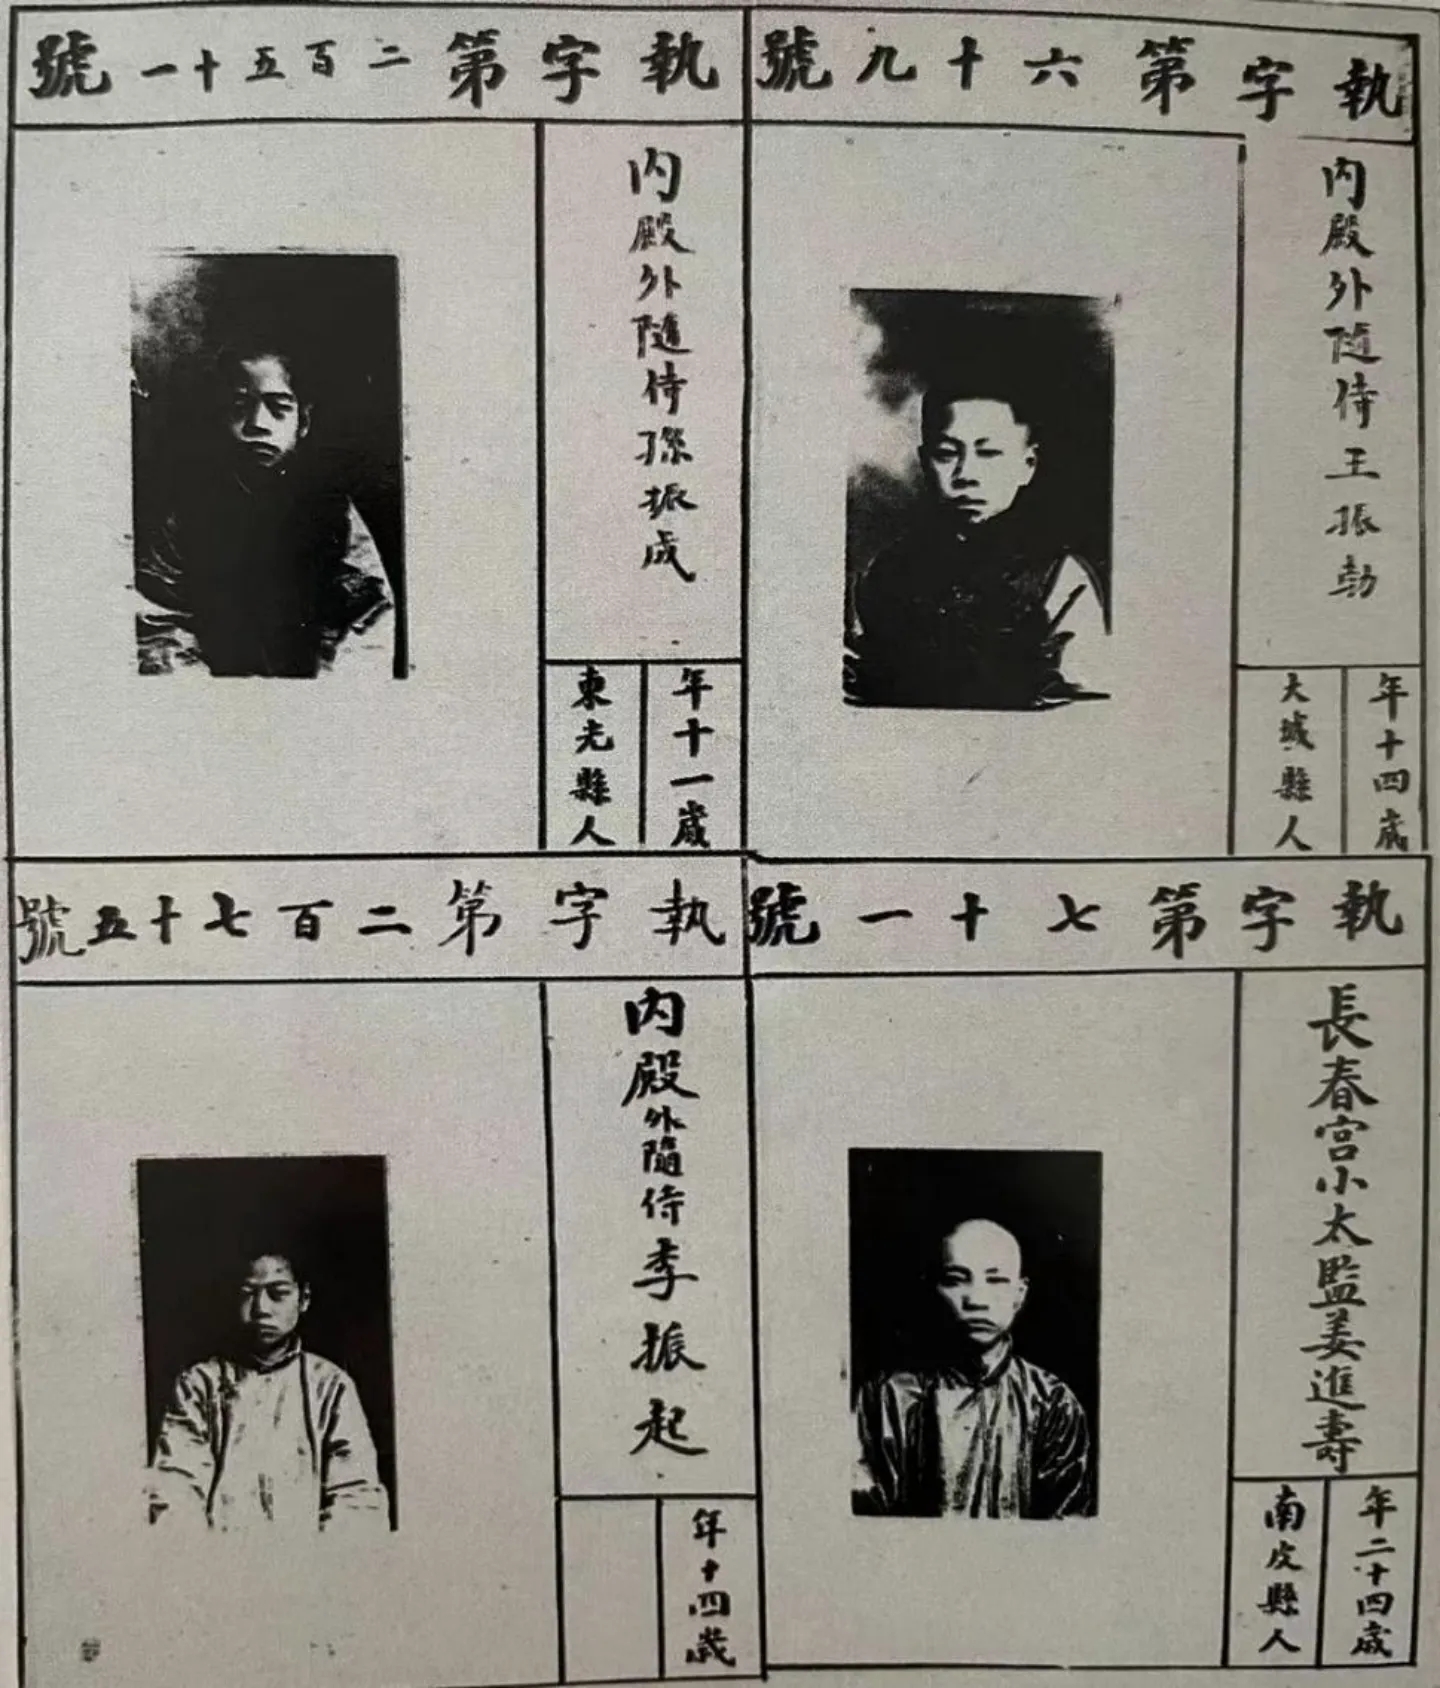 執字第六十九號
內殿外隨侍王振勃
年十四歲
大城縣人
執字第二百五十一號
內殿外隨侍孫振成
年十一歲
東光縣人
執字第七十一號
長春宮小太監姜進壽
年二十四歲
南皮縣人
執字第二百七十五號
內殿外隨侍李振起
年十四歲